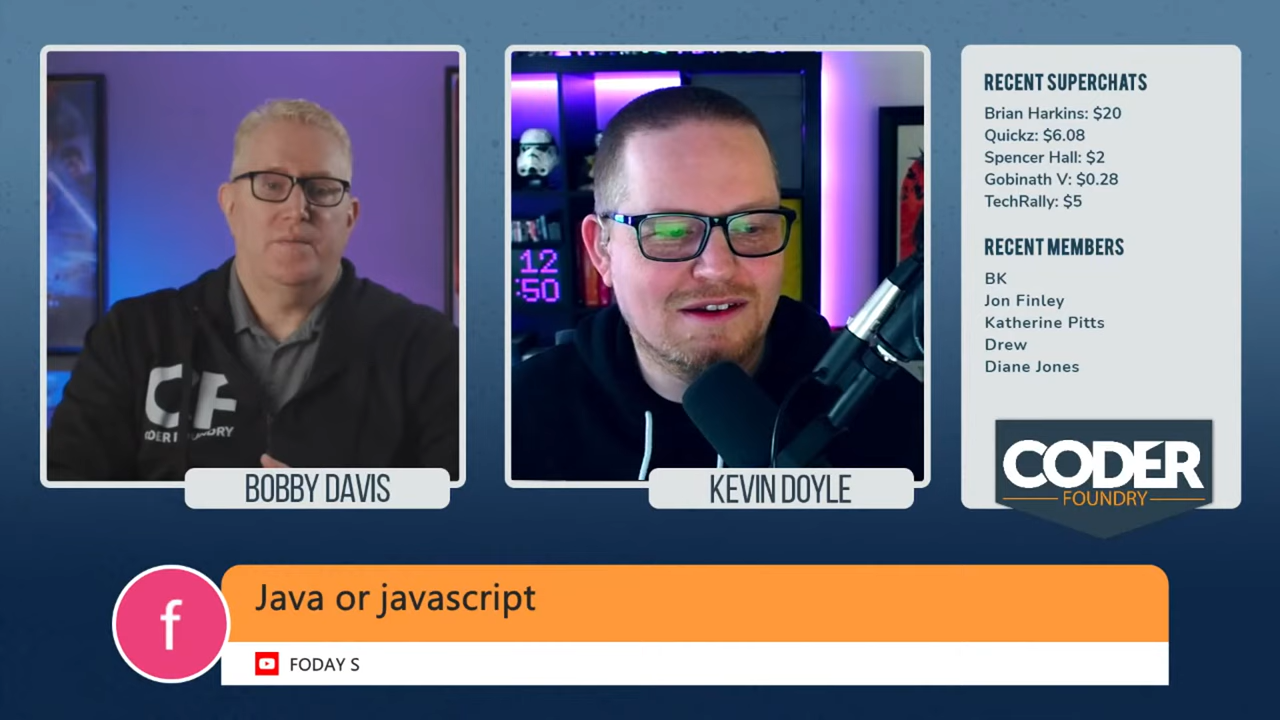 RECENT SUPERCHATS
Brian Harkins: $20
Quickz: $6.08
Spencer Hall: $2
Gobinath V: $0.28
TechRally: $5
RECENT MEMBERS
BK
Jon Finley
Katherine Pitts
Drew
Diane Jones
CODER
FOUNDRY
12
:50
CF
BOBBY DAVIS
KEVIN DOYLE
f
Java or javascript
FODAY S